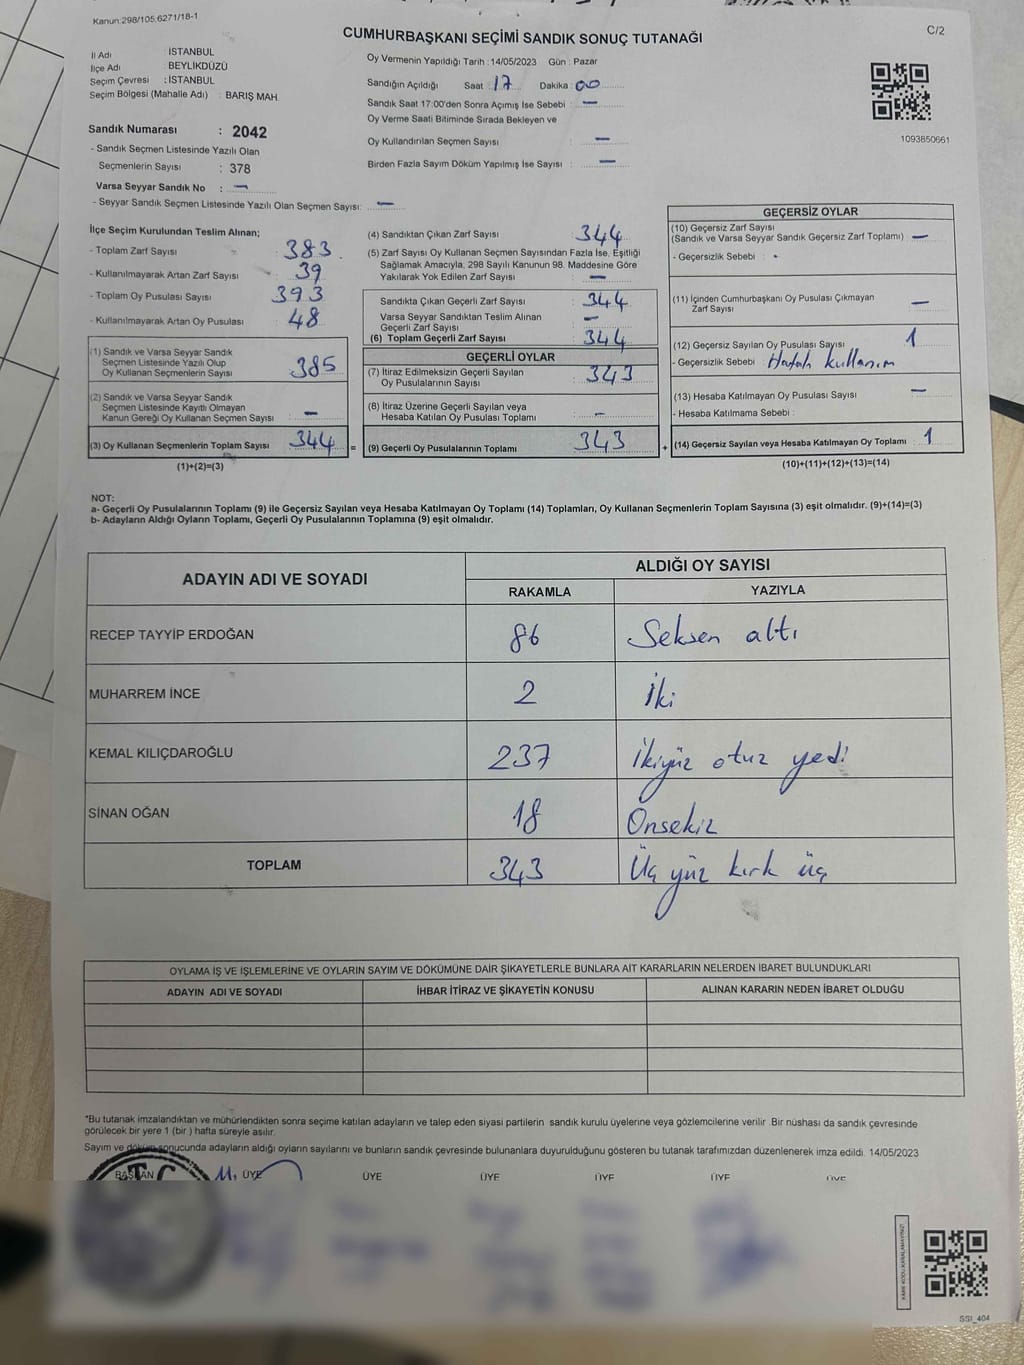 Kanun:298/105,6271/18-1
C/2
CUMHURBAŞKANI SEÇİMİ SANDIK SONUÇ TUTANAĞI
İl Adı : İSTANBUL
İlçe Adı : BEYLİKDÜZÜ
Seçim Çevresi : İSTANBUL
Seçim Bölgesi (Mahalle Adı) : BARIŞ MAH.
Sandık Numarası : 2042
- Sandık Seçmen Listesinde Yazılı Olan
Seçmenlerin Sayısı : 378
Varsa Seyyar Sandık No : —
- Seyyar Sandık Seçmen Listesinde Yazılı Olan Seçmen Sayısı: —
Oy Vermenin Yapıldığı Tarih : 14/05/2023 Gün : Pazar
Sandığın Açıldığı Saat : 17 Dakika : 00
Sandık Saat 17:00'den Sonra Açımış İse Sebebi : —
Oy Verme Saati Bitiminde Sırada Bekleyen ve
Oy Kullandırılan Seçmen Sayısı : —
Birden Fazla Sayım Döküm Yapılmış İse Sayısı : —
1093850661
İlçe Seçim Kurulundan Teslim Alınan;
- Toplam Zarf Sayısı : 383
- Kullanılmayarak Artan Zarf Sayısı : 39
- Toplam Oy Pusulası Sayısı : 393
- Kullanılmayarak Artan Oy Pusulası : 48
(1) Sandık ve Varsa Seyyar Sandık
Seçmen Listesinde Yazılı Olup
Oy Kullanan Seçmenlerin Sayısı : 385
(2) Sandık ve Varsa Seyyar Sandık
Seçmen Listesinde Kayıtlı Olmayan
Kanun Gereği Oy Kullanan Seçmen Sayısı : —
(3) Oy Kullanan Seçmenlerin Toplam Sayısı : 344 =
(1)+(2)=(3)
(4) Sandıktan Çıkan Zarf Sayısı : 344
(5) Zarf Sayısı Oy Kullanan Seçmen Sayısından Fazla İse, Eşitliği
Sağlamak Amacıyla, 298 Sayılı Kanunun 98. Maddesine Göre
Yakılarak Yok Edilen Zarf Sayısı : —
Sandıkta Çıkan Geçerli Zarf Sayısı : 344
Varsa Seyyar Sandıktan Teslim Alınan : —
Geçerli Zarf Sayısı
(6) Toplam Geçerli Zarf Sayısı : 344
GEÇERLİ OYLAR
(7) İtiraz Edilmeksizin Geçerli Sayılan
Oy Pusulalarının Sayısı : 343
(8) İtiraz Üzerine Geçerli Sayılan veya
Hesaba Katılan Oy Pusulası Toplamı : —
(9) Geçerli Oy Pusulalarının Toplamı : 343 +
GEÇERSİZ OYLAR
(10) Geçersiz Zarf Sayısı
(Sandık ve Varsa Seyyar Sandık Geçersiz Zarf Toplamı) : —
- Geçersizlik Sebebi :
(11) İçinden Cumhurbaşkanı Oy Pusulası Çıkmayan
Zarf Sayısı : —
(12) Geçersiz Sayılan Oy Pusulası Sayısı : 1
- Geçersizlik Sebebi : Hatalı kullanım
(13) Hesaba Katılmayan Oy Pusulası Sayısı : —
- Hesaba Katılmama Sebebi :
(14) Geçersiz Sayılan veya Hesaba Katılmayan Oy Toplamı : 1
(10)+(11)+(12)+(13)=(14)
NOT:
a- Geçerli Oy Pusulalarının Toplamı (9) ile Geçersiz Sayılan veya Hesaba Katılmayan Oy Toplamı (14) Toplamları, Oy Kullanan Seçmenlerin Toplam Sayısına (3) eşit olmalıdır. (9)+(14)=(3)
b- Adayların Aldığı Oyların Toplamı, Geçerli Oy Pusulalarının Toplamına (9) eşit olmalıdır.
ADAYIN ADI VE SOYADI ALDIĞI OY SAYISI
RAKAMLA YAZIYLA
RECEP TAYYİP ERDOĞAN 86 Seksen altı
MUHARREM İNCE 2 İki
KEMAL KILIÇDAROĞLU 237 İkiyüz otuz yedi
SİNAN OĞAN 18 Onsekiz
TOPLAM 343 Üç yüz kırk üç
OYLAMA İŞ VE İŞLEMLERİNE VE OYLARIN SAYIM VE DÖKÜMÜNE DAİR ŞİKAYETLERLE BUNLARA AİT KARARLARIN NELERDEN İBARET BULUNDUKLARI
ADAYIN ADI VE SOYADI İHBAR İTİRAZ VE ŞİKAYETİN KONUSU ALINAN KARARIN NEDEN İBARET OLDUĞU
*Bu tutanak imzalandıktan ve mühürlendikten sonra seçime katılan adayların ve talep eden siyasi partilerin sandık kurulu üyelerine veya gözlemcilerine verilir. Bir nüshası da sandık çevresinde
görülecek bir yere 1 (bir ) hafta süreyle asılır.
Sayım ve döküm sonucunda adayların aldığı oyların sayılarını ve bunların sandık çevresinde bulunanlara duyurulduğunu gösteren bu tutanak tarafımızdan düzenlenerek imza edildi. 14/05/2023
BAŞKAN ÜYE ÜYE ÜYE ÜYE ÜYE ÜYE
SSI_404